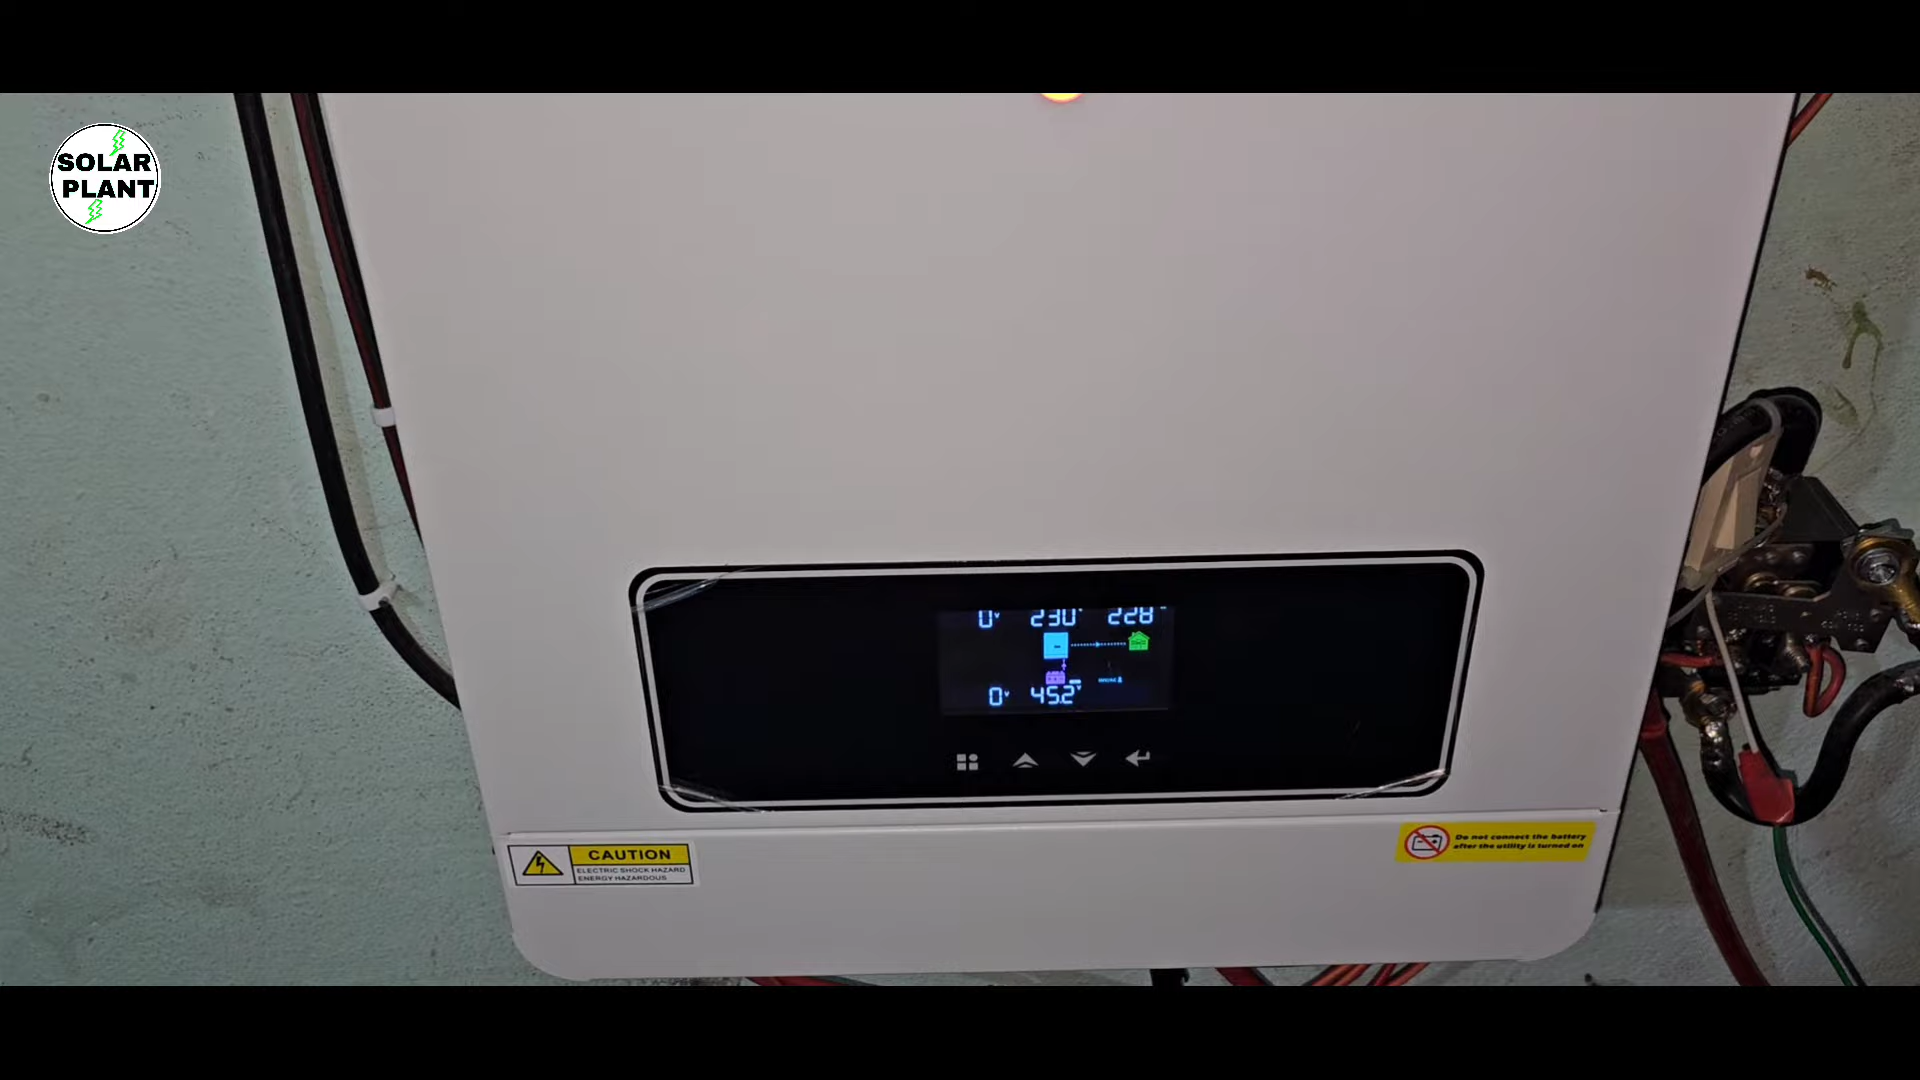 SOLAR
PLANT
0v 230v 228w
0v 45.2v
CAUTION
ELECTRIC SHOCK HAZARD
ENERGY HAZARDOUS
Do not connect the battery
after the utility is turned on